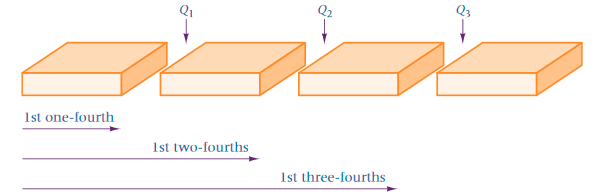 Q₁ Q₂ Q₃
1st one-fourth
1st two-fourths
1st three-fourths